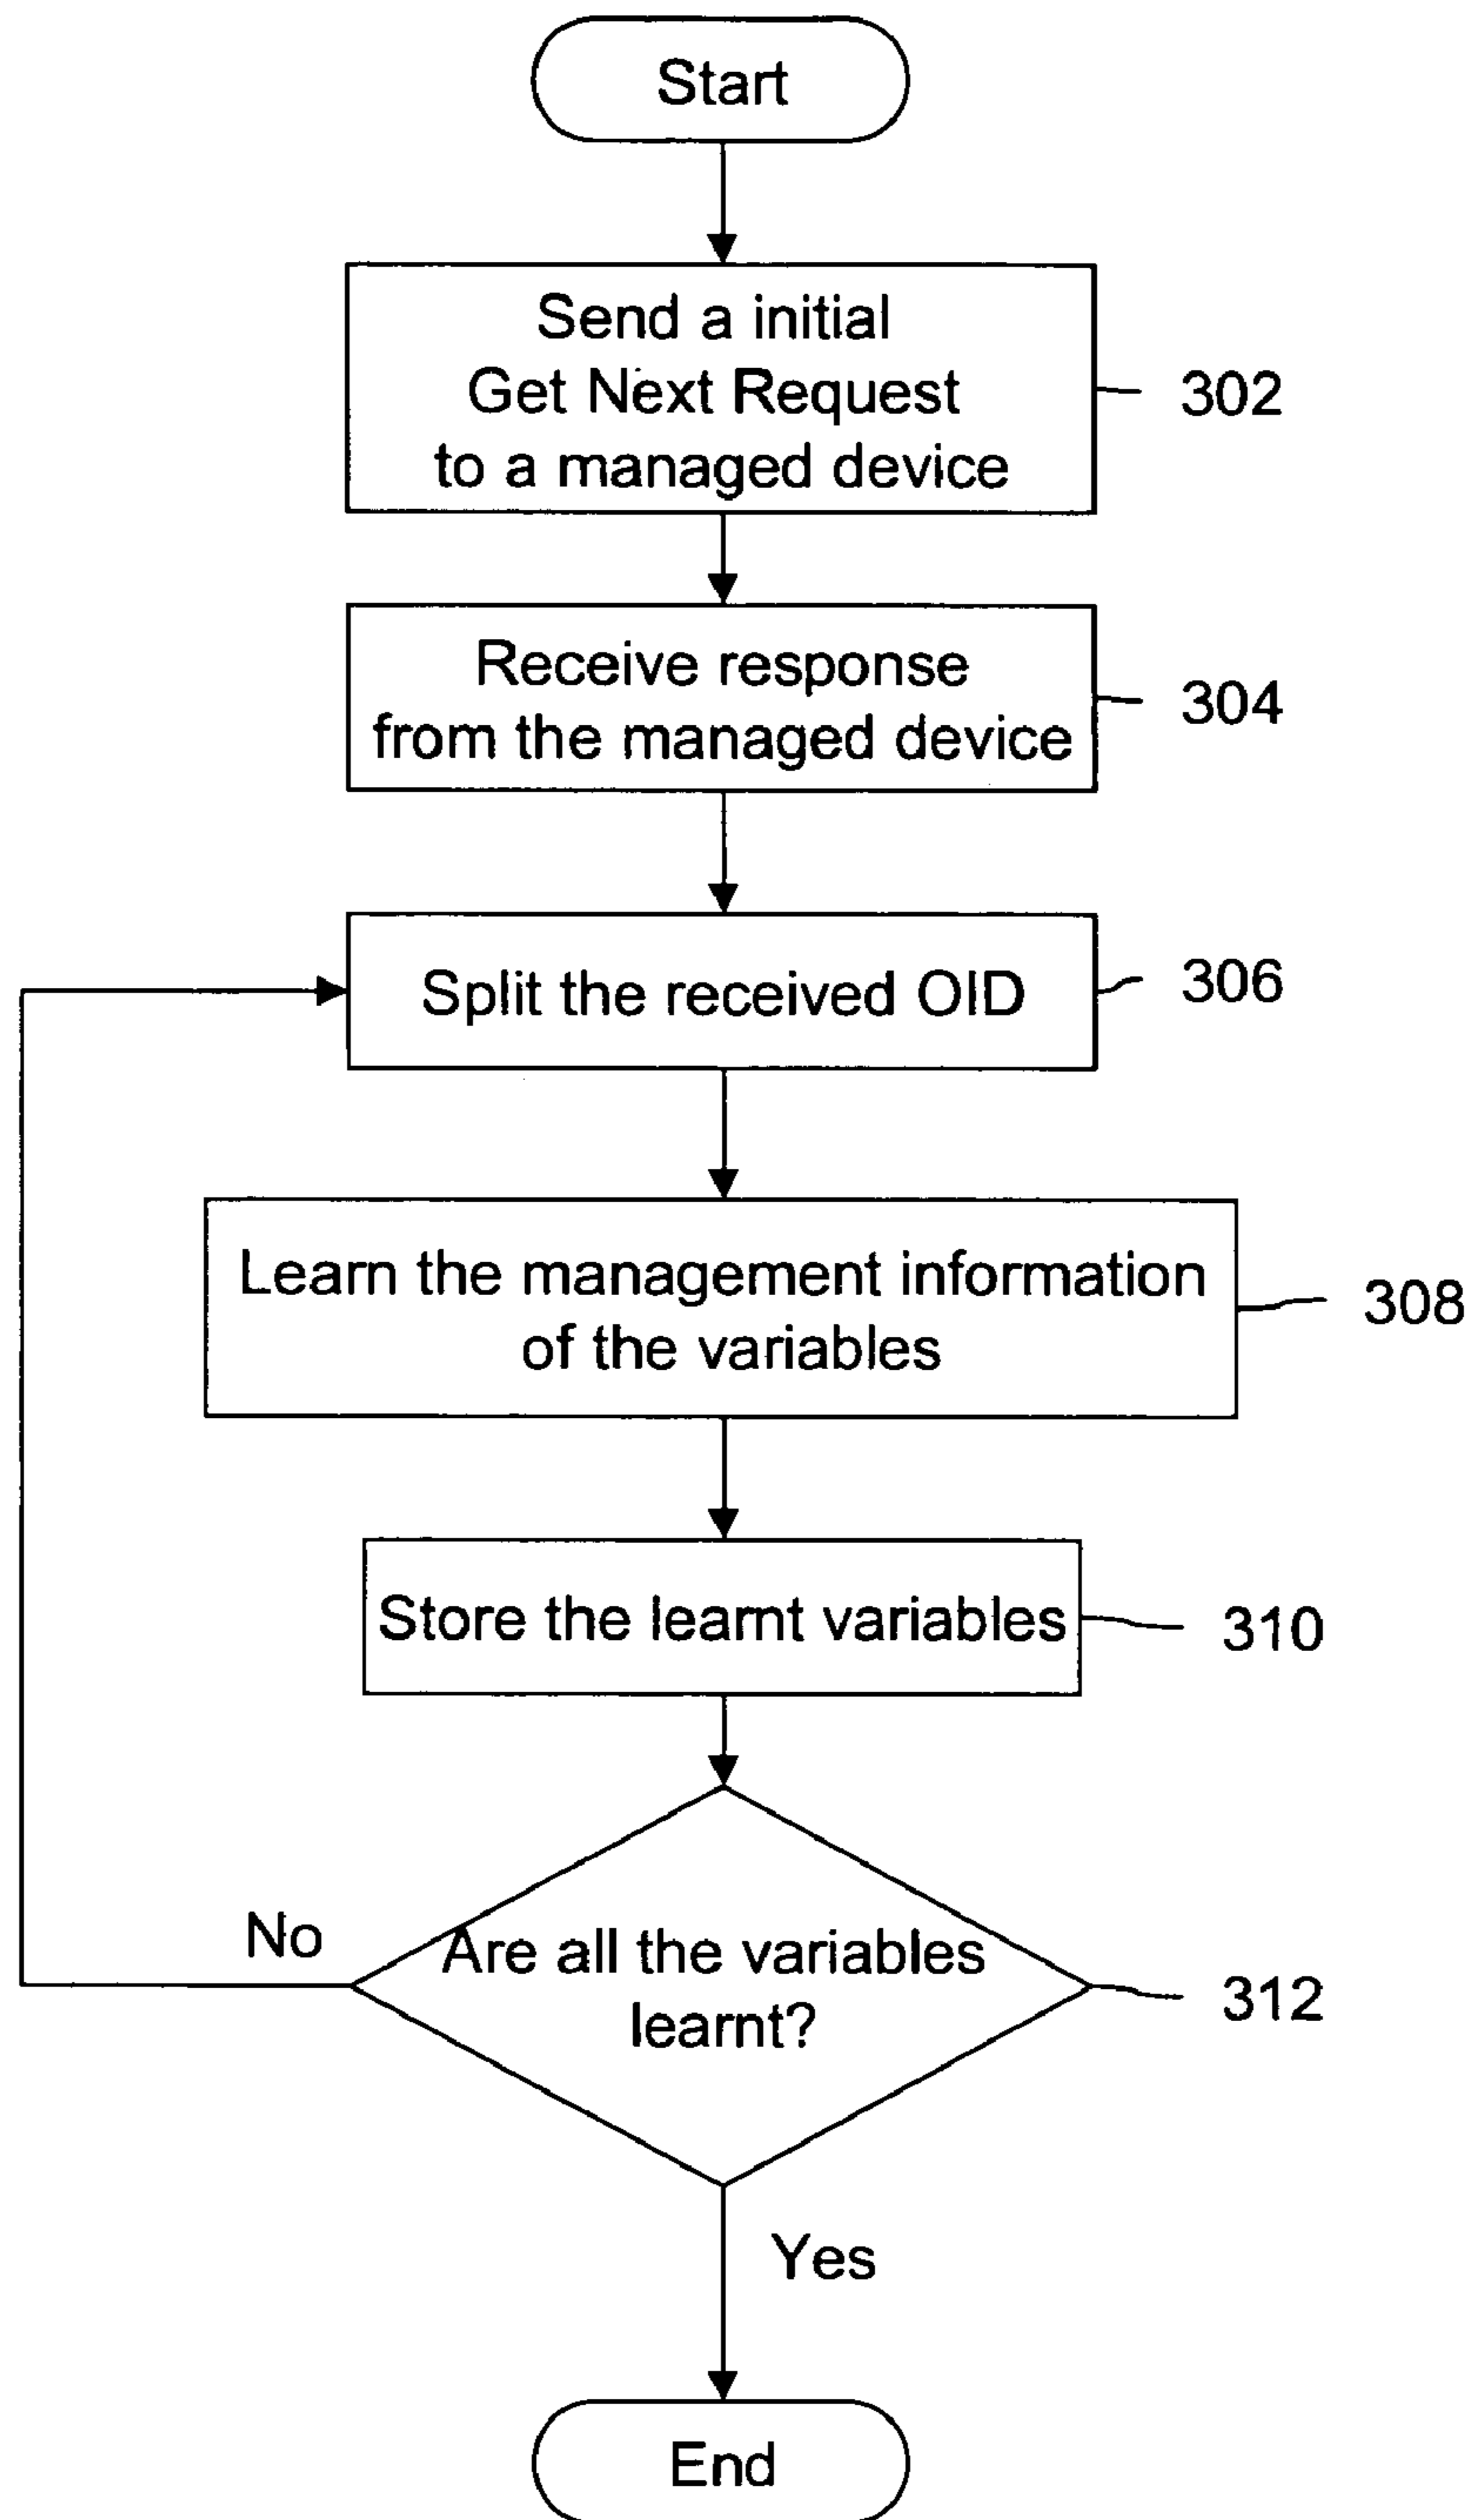 Start
Send a initial
Get Next Request
to a managed device
302
Receive response
from the managed device
304
Split the received OID
306
Learn the management information
of the variables
308
Store the learnt variables
310
No
Are all the variables
learnt?
312
Yes
End